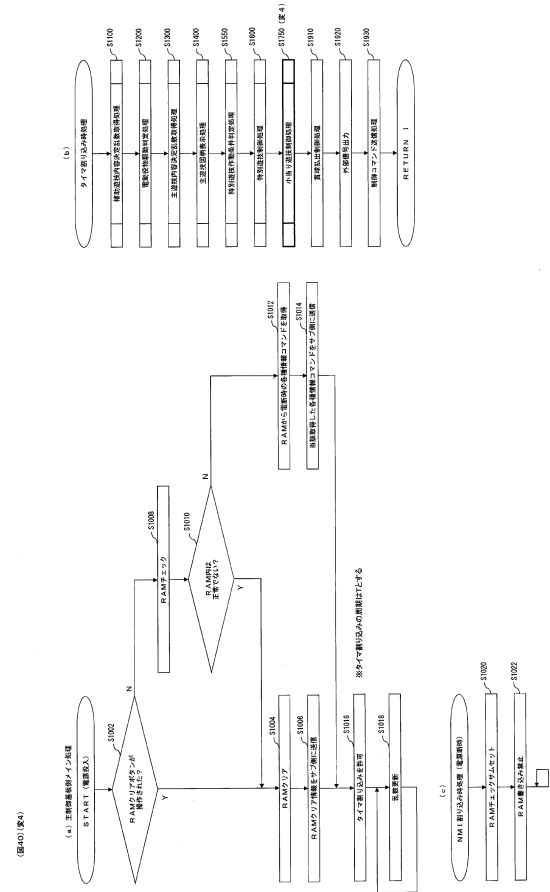 (図40)(変4)
(a) 主制御基板側メイン処理
START (電源投入)
S1002
RAMクリアボタンが
操作された？
N
Y
S1008
RAMチェック
S1010
RAM内は
正常でない？
N
Y
S1004
RAMクリア
S1006
RAMクリア情報をサブ側に送信
S1012
RAMから電断時の各種情報コマンドを取得
S1014
当該取得した各種情報コマンドをサブ側に送信
S1016
タイマ割り込みを許可
S1018
乱数更新
※タイマ割り込みの周期はTとする
(b)
タイマ割り込み時処理
S1100
補助遊技内容決定乱数取得処理
S1200
電動役物駆動判定処理
S1300
主遊技内容決定乱数取得処理
S1400
主遊技図柄表示処理
S1550
特別遊技作動条件判定処理
S1600
特別遊技制御処理
S1750 (変4)
小当り遊技制御処理
S1910
賞球払出制御処理
S1920
外部信号出力
S1930
制御コマンド送信処理
RETURN 1
(c)
NMI割り込み時処理 (電源断時)
S1020
RAMチェックサムセット
S1022
RAM書き込み禁止